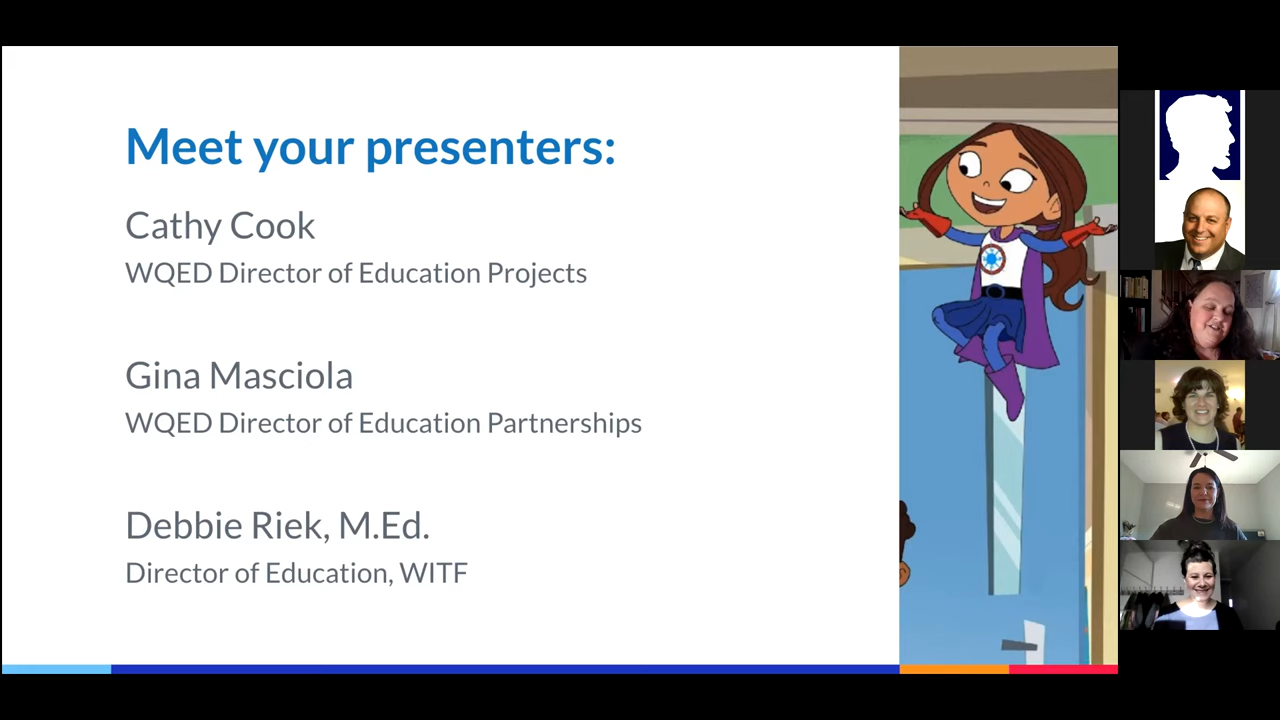 Meet your presenters:
Cathy Cook
WQED Director of Education Projects
Gina Masciola
WQED Director of Education Partnerships
Debbie Riek, M.Ed.
Director of Education, WITF